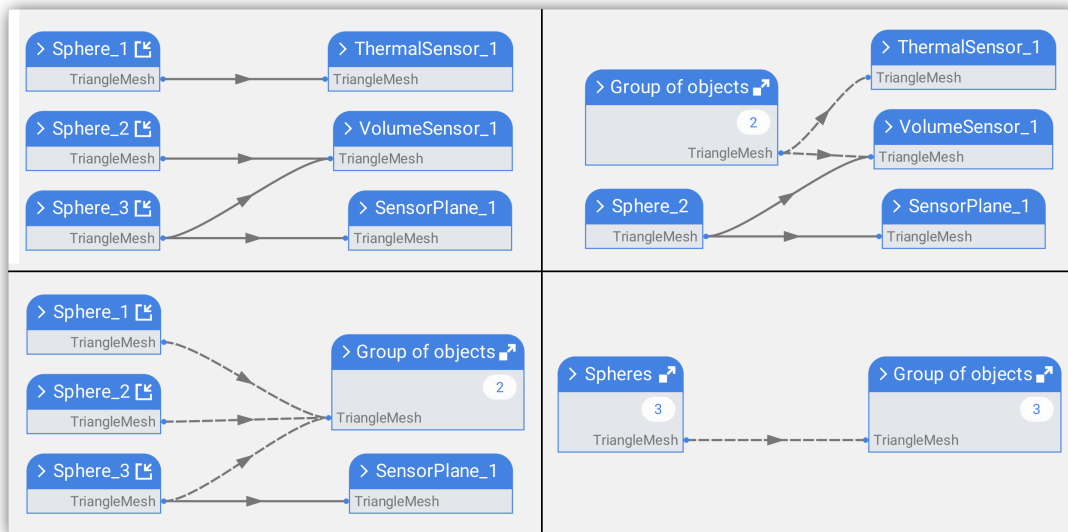 Sphere_1
TriangleMesh
ThermalSensor_1
TriangleMesh
Sphere_2
TriangleMesh
VolumeSensor_1
TriangleMesh
Sphere_3
TriangleMesh
SensorPlane_1
TriangleMesh
Group of objects
2
TriangleMesh
ThermalSensor_1
TriangleMesh
VolumeSensor_1
TriangleMesh
Sphere_2
TriangleMesh
SensorPlane_1
TriangleMesh
Sphere_1
TriangleMesh
Sphere_2
TriangleMesh
Group of objects
2
TriangleMesh
Sphere_3
TriangleMesh
SensorPlane_1
TriangleMesh
Spheres
3
TriangleMesh
Group of objects
3
TriangleMesh